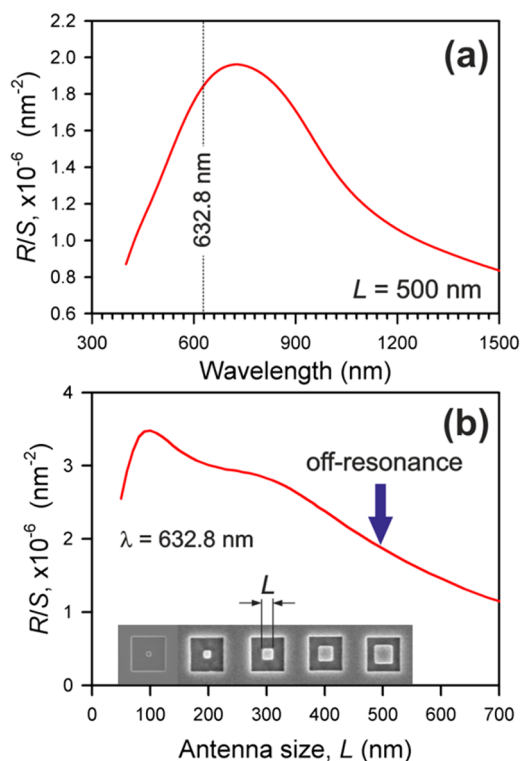 (a)
2.2
2.0
1.8
1.6
1.4
1.2
1.0
0.8
0.6
R/S, x10⁻⁶ (nm⁻²)
632.8 nm
L = 500 nm
300 600 900 1200 1500
Wavelength (nm)
(b)
4
3
2
1
0
R/S, x10⁻⁶ (nm⁻²)
off-resonance
λ = 632.8 nm
L
0 100 200 300 400 500 600 700
Antenna size, L (nm)